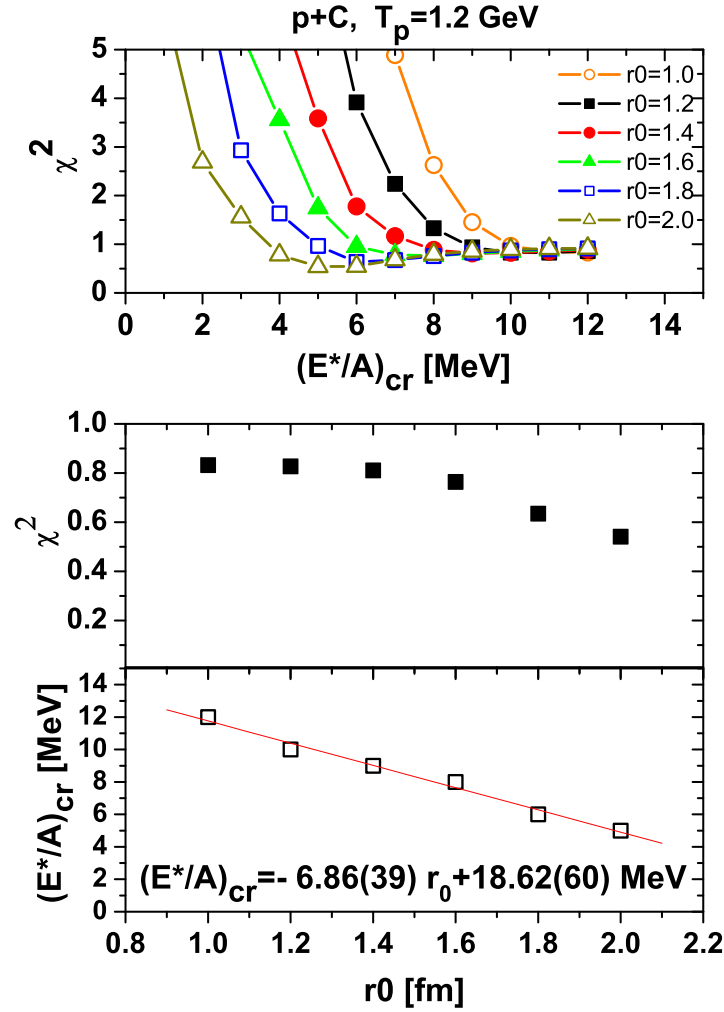 p+C, T_p=1.2 GeV
χ^2
5
4
3
2
1
0
r0=1.0
r0=1.2
r0=1.4
r0=1.6
r0=1.8
r0=2.0
0 2 4 6 8 10 12 14
(E*/A)_cr [MeV]
χ^2
1.0
0.8
0.6
0.4
0.2
(E*/A)_cr [MeV]
14
12
10
8
6
4
2
0
(E*/A)_cr=- 6.86(39) r_0+18.62(60) MeV
0.8 1.0 1.2 1.4 1.6 1.8 2.0 2.2
r0 [fm]